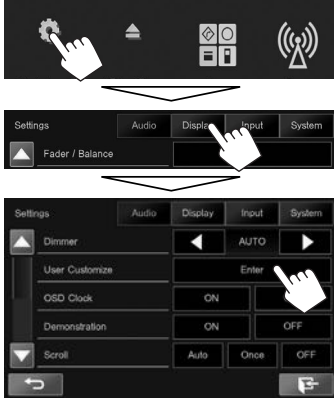 Settings Audio Display Input System
Fader / Balance
Settings Audio Display Input System
Dimmer AUTO
User Customize Enter
OSD Clock ON
Demonstration ON OFF
Scroll Auto Once OFF